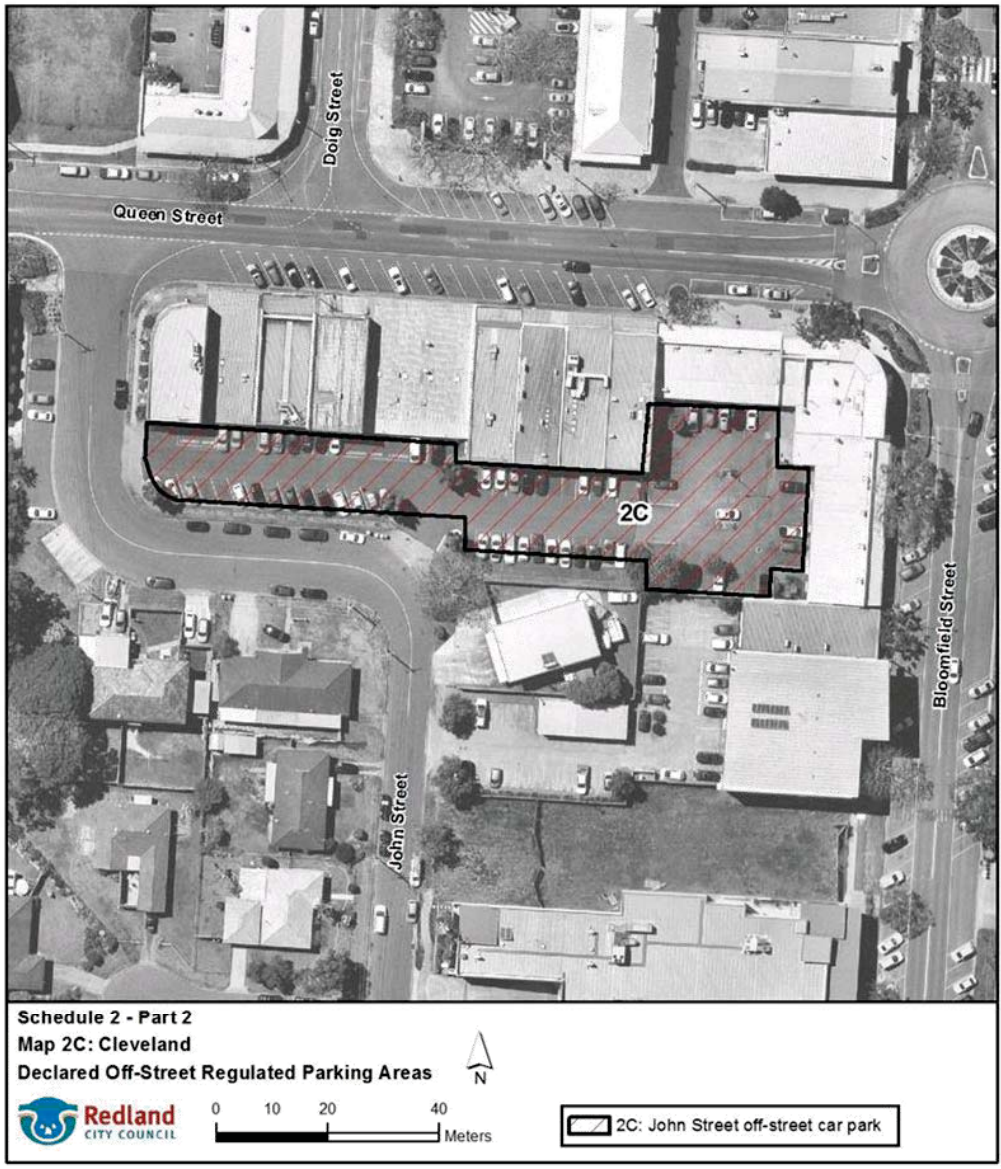 Doig Street
Queen Street
2C
Bloomfield Street
John Street
Schedule 2 - Part 2
Map 2C: Cleveland
Declared Off-Street Regulated Parking Areas
N
Redland
CITY COUNCIL
0 10 20 40
Meters
2C: John Street off-street car park